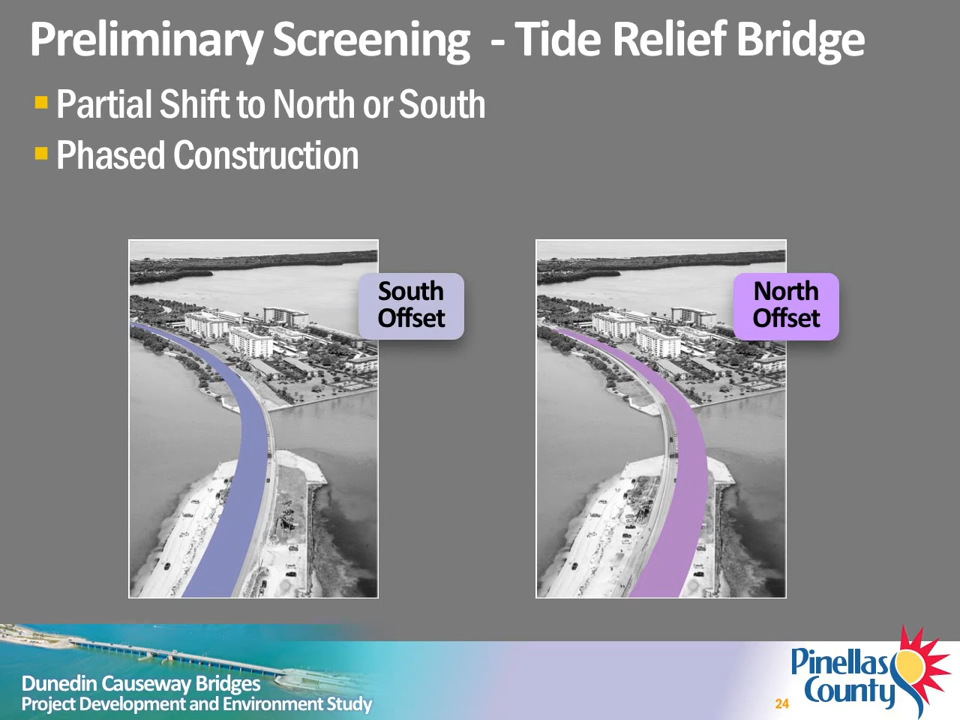 Preliminary Screening - Tide Relief Bridge
Partial Shift to North or South
Phased Construction
South
Offset
North
Offset
Dunedin Causeway Bridges
Project Development and Environment Study
24
Pinellas
County